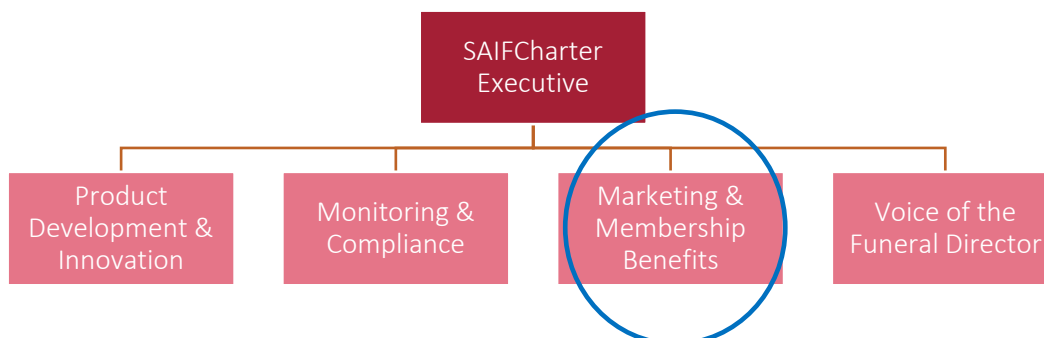 SAIFCharter
Executive
Product
Development &
Innovation
Monitoring &
Compliance
Marketing &
Membership
Benefits
Voice of the
Funeral Director